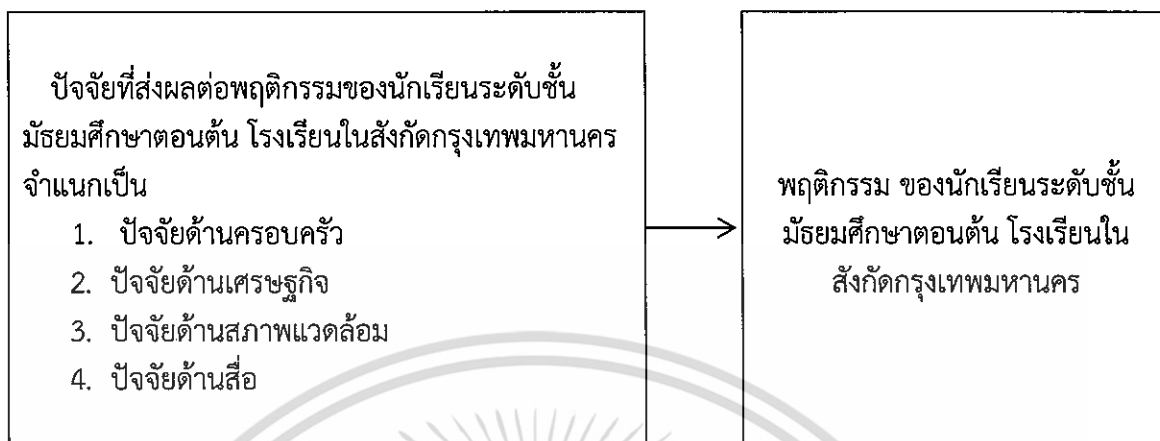 ปัจจัยที่ส่งผลต่อพฤติกรรมของนักเรียนระดับชั้น
มัธยมศึกษาตอนต้น โรงเรียนในสังกัดกรุงเทพมหานคร
จำแนกเป็น
1. ปัจจัยด้านครอบครัว
2. ปัจจัยด้านเศรษฐกิจ
3. ปัจจัยด้านสภาพแวดล้อม
4. ปัจจัยด้านสื่อ
พฤติกรรม ของนักเรียนระดับชั้น
มัธยมศึกษาตอนต้น โรงเรียนใน
สังกัดกรุงเทพมหานคร